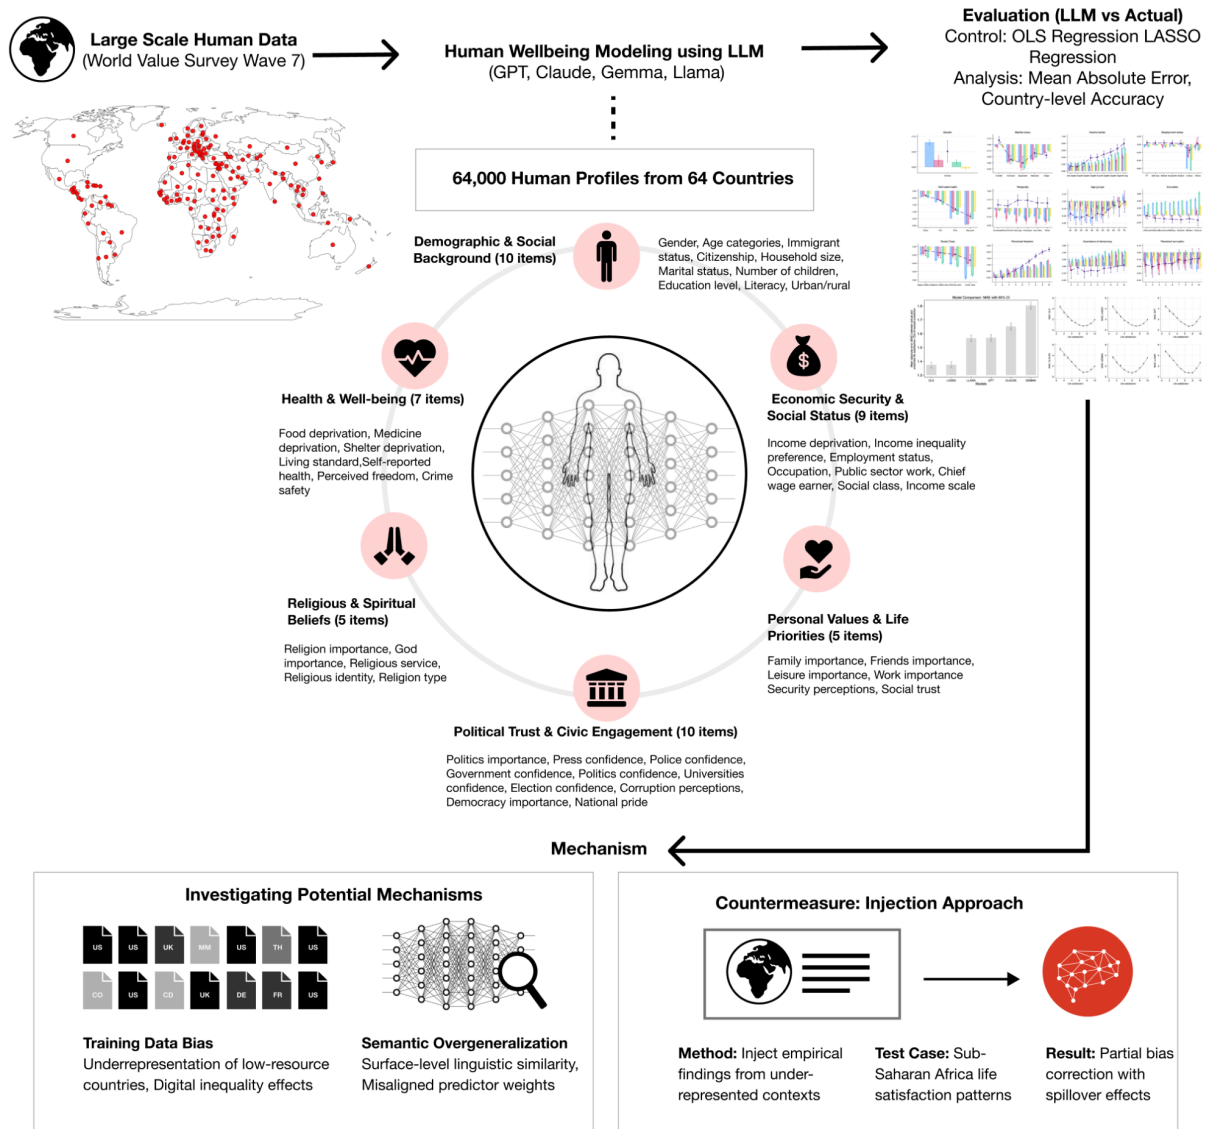 Large Scale Human Data
(World Value Survey Wave 7)
Human Wellbeing Modeling using LLM
(GPT, Claude, Gemma, Llama)
Evaluation (LLM vs Actual)
Control: OLS Regression LASSO
Regression
Analysis: Mean Absolute Error,
Country-level Accuracy
64,000 Human Profiles from 64 Countries
Demographic & Social
Background (10 items)
Gender, Age categories, Immigrant
status, Citizenship, Household size,
Marital status, Number of children,
Education level, Literacy, Urban/rural
Health & Well-being (7 items)
Food deprivation, Medicine
deprivation, Shelter deprivation,
Living standard,Self-reported
health, Perceived freedom, Crime
safety
Economic Security &
Social Status (9 items)
Income deprivation, Income inequality
preference, Employment status,
Occupation, Public sector work, Chief
wage earner, Social class, Income scale
Religious & Spiritual
Beliefs (5 items)
Religion importance, God
importance, Religious service,
Religious identity, Religion type
Personal Values & Life
Priorities (5 items)
Family importance, Friends importance,
Leisure importance, Work importance
Security perceptions, Social trust
Political Trust & Civic Engagement (10 items)
Politics importance, Press confidence, Police confidence,
Government confidence, Politics confidence, Universities
confidence, Election confidence, Corruption perceptions,
Democracy importance, National pride
Mechanism
Investigating Potential Mechanisms
US US UK MM US TH US
CO US CD UK DE FR US
Training Data Bias
Underrepresentation of low-resource
countries, Digital inequality effects
Semantic Overgeneralization
Surface-level linguistic similarity,
Misaligned predictor weights
Countermeasure: Injection Approach
Method: Inject empirical
findings from under-
represented contexts
Test Case: Sub-
Saharan Africa life
satisfaction patterns
Result: Partial bias
correction with
spillover effects